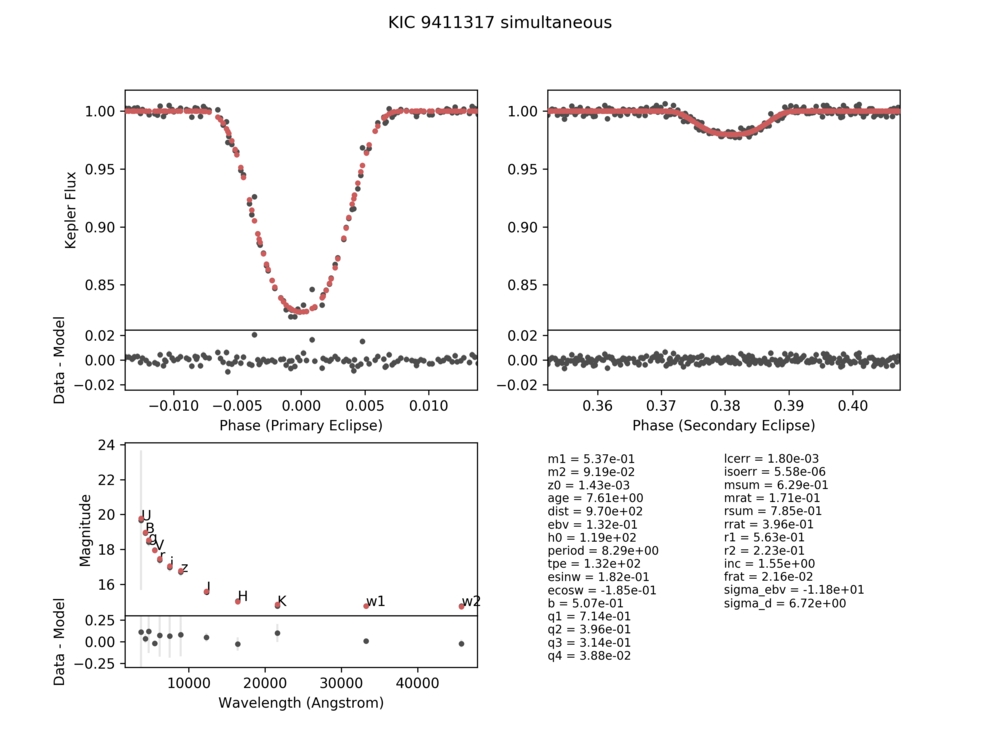 KIC 9411317 simultaneous
1.00
0.95
0.90
0.85
Kepler Flux
0.02
0.00
−0.02
Data - Model
−0.010 −0.005 0.000 0.005 0.010
Phase (Primary Eclipse)
1.00
0.95
0.90
0.85
0.02
0.00
−0.02
0.36 0.37 0.38 0.39 0.40
Phase (Secondary Eclipse)
24
22
20
18
16
Magnitude
U
B
g
V
r
i
z
J
H
K
w1
w2
0.25
0.00
−0.25
Data - Model
10000 20000 30000 40000
Wavelength (Angstrom)
m1 = 5.37e-01
m2 = 9.19e-02
z0 = 1.43e-03
age = 7.61e+00
dist = 9.70e+02
ebv = 1.32e-01
h0 = 1.19e+02
period = 8.29e+00
tpe = 1.32e+02
esinw = 1.82e-01
ecosw = -1.85e-01
b = 5.07e-01
q1 = 7.14e-01
q2 = 3.96e-01
q3 = 3.14e-01
q4 = 3.88e-02
lcerr = 1.80e-03
isoerr = 5.58e-06
msum = 6.29e-01
mrat = 1.71e-01
rsum = 7.85e-01
rrat = 3.96e-01
r1 = 5.63e-01
r2 = 2.23e-01
inc = 1.55e+00
frat = 2.16e-02
sigma_ebv = -1.18e+01
sigma_d = 6.72e+00